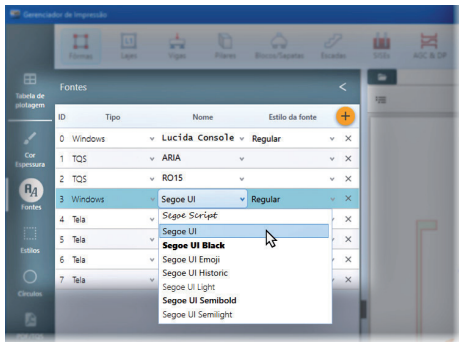 Gerenciador de Impressão
Fôrmas
Lajes
Vigas
Pilares
Blocos/Sapatas
Escadas
ASC & DP
Tabela de
plotagem
Cor
Espessura
Fontes
Estilos
Círculos
Fontes <
ID Tipo Nome Estilo da fonte +
0 Windows Lucida Console Regular ×
1 TQS ARIA ×
2 TQS RO15 ×
3 Windows Segoe UI Regular ×
4 Tela ×
5 Tela ×
6 Tela ×
7 Tela ×
Segoe Script
Segoe UI
Segoe UI Black
Segoe UI Emoji
Segoe UI Historic
Segoe UI Light
Segoe UI Semibold
Segoe UI Semilight